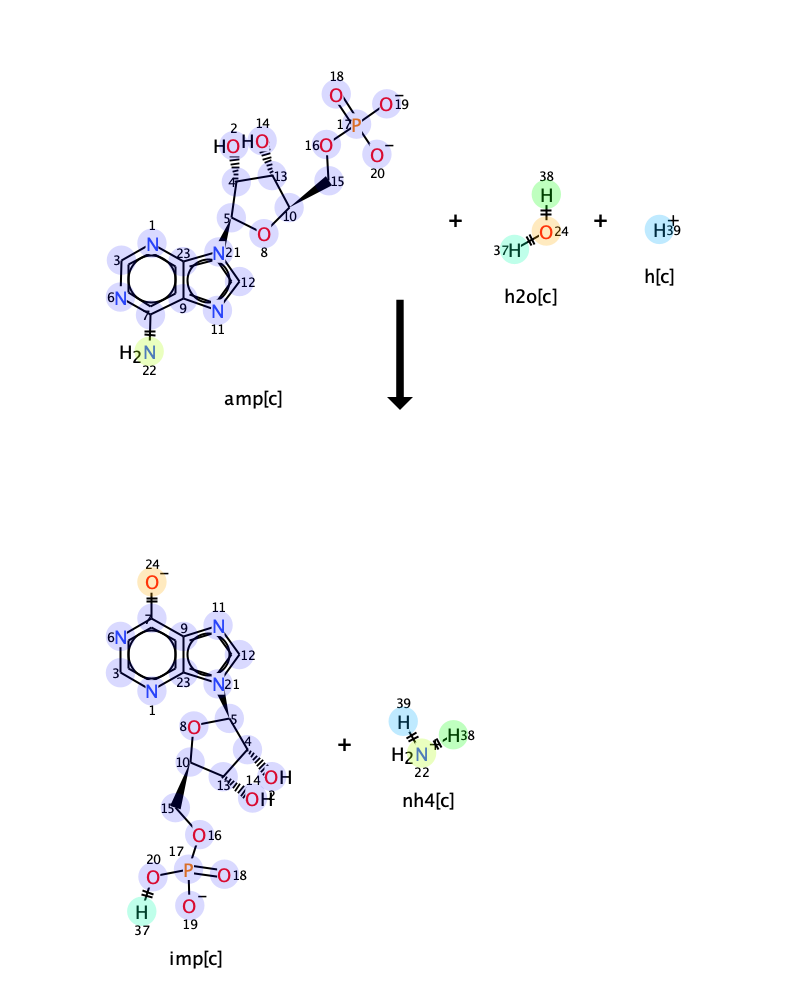 18
O⁻ 19
O
17 P
2 14
HO HO O 16 O⁻
20
4 13 15
5 10
O
8
1
N 23 N 21
3 12
6 N 9 N
7 11
H₂N
22
amp[c]
+
38
H
O 24
37 H
h2o[c]
+
H⁺ 39
h[c]
24
O⁻
7 11
6 N 9 N
12
3 23 N 21
N
1
8 O 5
4
10 14 OH
13 OH 2
15
O 16
17
20 O P O 18
H O⁻
37 19
imp[c]
+
39
H
H38
H₂N⁺
22
nh4[c]